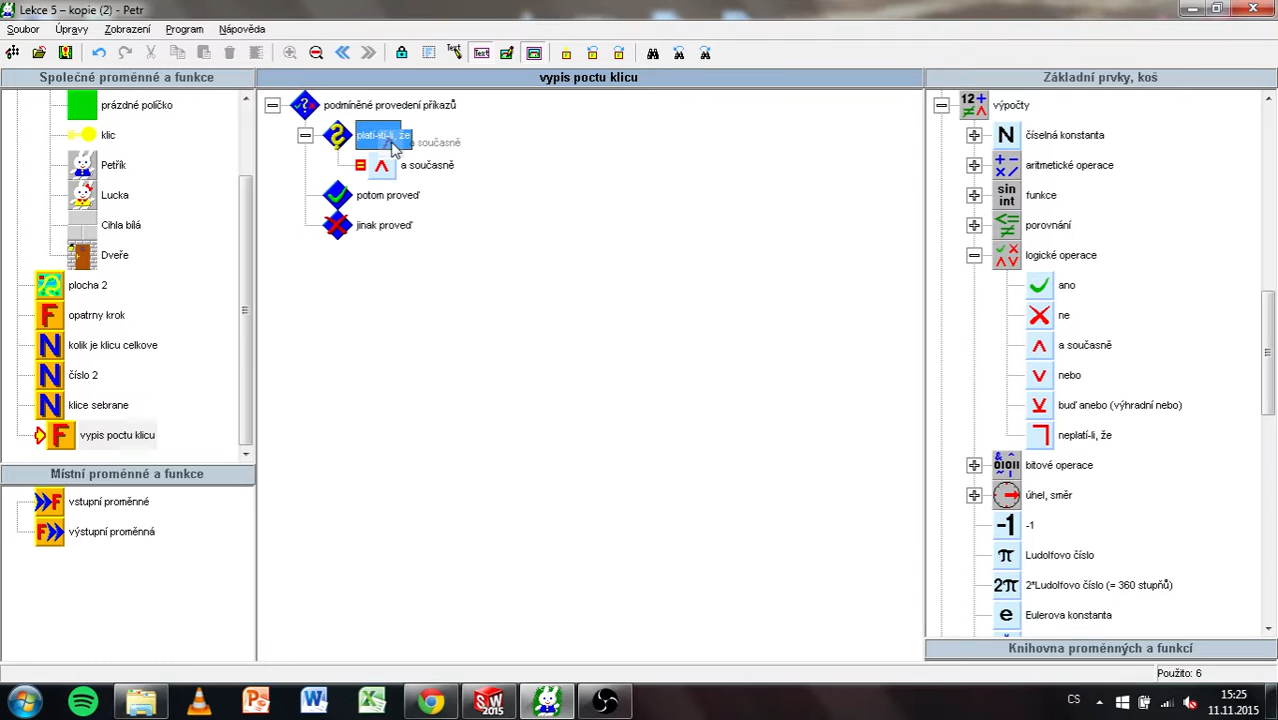 Lekce 5 – kopie (2) - Petr
Soubor Úpravy Zobrazení Program Nápověda
Společné proměnné a funkce
prázdné políčko
klic
Petřík
Lucka
Cihla bílá
Dveře
plocha 2
opatrny krok
kolik je klicu celkove
číslo 2
klice sebrane
vypis poctu klicu
Místní proměnné a funkce
vstupní proměnné
výstupní proměnná
vypis poctu klicu
podmíněné provedení příkazů
platí-li, že
a současně
a současně
potom proveď
jinak proveď
Základní prvky, koš
výpočty
číselná konstanta
aritmetické operace
funkce
porovnání
logické operace
ano
ne
a současně
nebo
buď anebo (výhradní nebo)
neplatí-li, že
bitové operace
úhel, směr
-1
Ludolfovo číslo
2*Ludolfovo číslo (= 360 stupňů)
Eulerova konstanta
Knihovna proměnných a funkcí
Použito: 6
CS
15:25
11.11.2015